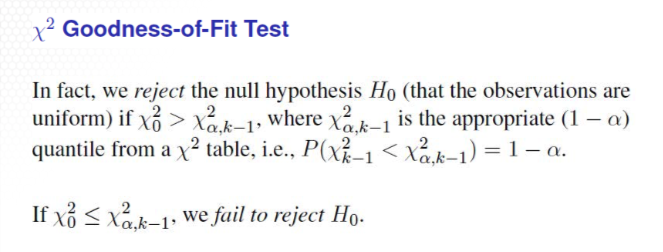 χ² Goodness-of-Fit Test
In fact, we reject the null hypothesis H₀ (that the observations are
uniform) if χ₀² > χ²_{α,k−1}, where χ²_{α,k−1} is the appropriate (1 − α)
quantile from a χ² table, i.e., P(χ²_{k−1} < χ²_{α,k−1}) = 1 − α.
If χ₀² ≤ χ²_{α,k−1}, we fail to reject H₀.